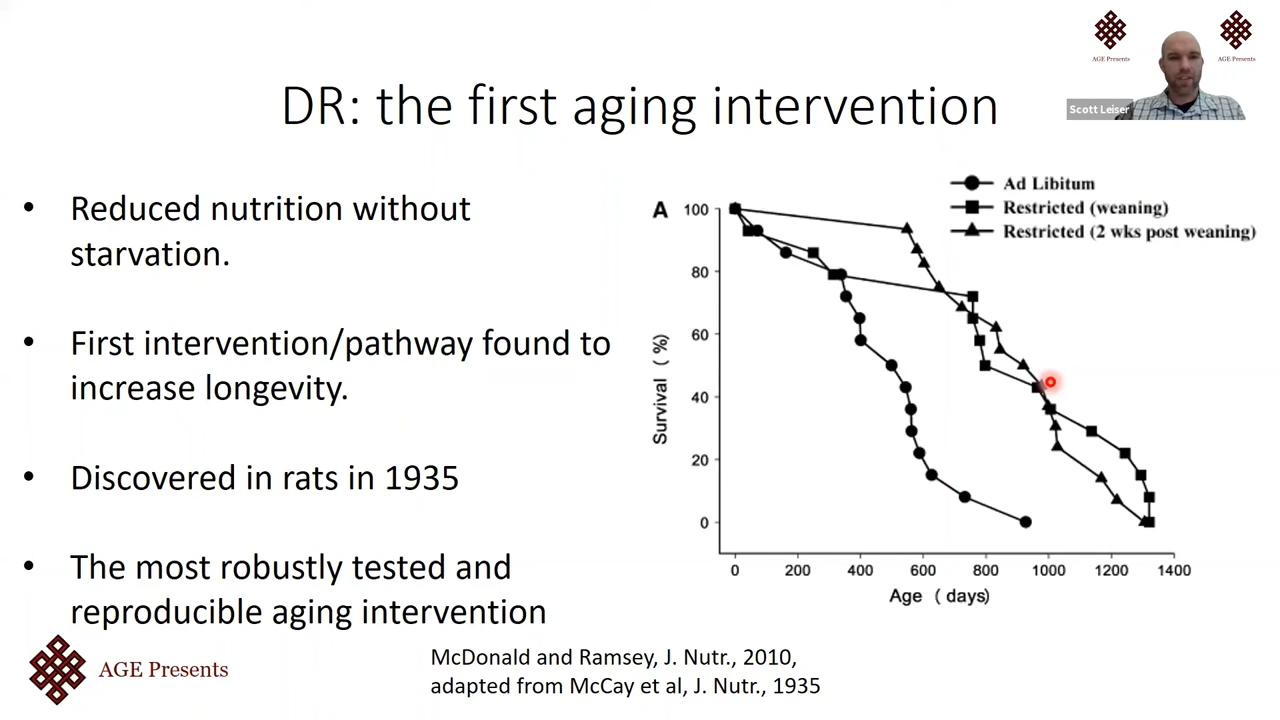 AGE Presents
AGE Presents
Scott Leiser
DR: the first aging intervention
• Reduced nutrition without
starvation.
• First intervention/pathway found to
increase longevity.
• Discovered in rats in 1935
• The most robustly tested and
reproducible aging intervention
A
Ad Libitum
Restricted (weaning)
Restricted (2 wks post weaning)
Survival (%)
100
80
60
40
20
0
0 200 400 600 800 1000 1200 1400
Age (days)
McDonald and Ramsey, J. Nutr., 2010,
adapted from McCay et al, J. Nutr., 1935
AGE Presents